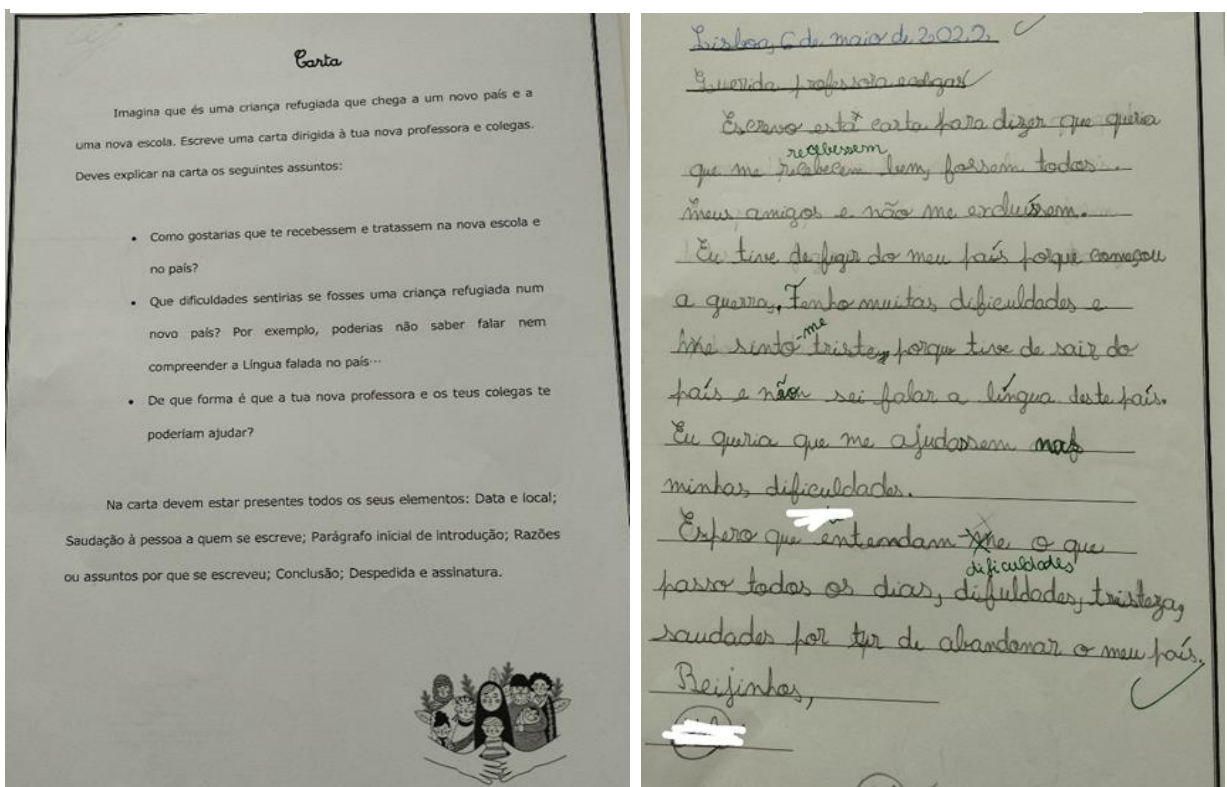 Carta
Imagina que és uma criança refugiada que chega a um novo país e a
uma nova escola. Escreve uma carta dirigida à tua nova professora e colegas.
Deves explicar na carta os seguintes assuntos:
• Como gostarias que te recebessem e tratassem na nova escola e
no país?
• Que dificuldades sentirias se fosses uma criança refugiada num
novo país? Por exemplo, poderias não saber falar nem
compreender a Língua falada no país…
• De que forma é que a tua nova professora e os teus colegas te
poderiam ajudar?
Na carta devem estar presentes todos os seus elementos: Data e local;
Saudação à pessoa a quem se escreve; Parágrafo inicial de introdução; Razões
ou assuntos por que se escreveu; Conclusão; Despedida e assinatura.
Lisboa, 6 de maio de 2022
Querida professora e colegas
Escrevo está carta para dizer que queria
recebessem
que me recebecem bem, fossem todos
meus amigos e não me excluíssem.
Eu tive de fugir do meu país porque começou
a guerra. Tenho muitas dificuldades e
-me
me sinto triste, porque tive de sair do
país e não sei falar a língua deste país.
Eu queria que me ajudassem nas
minhas dificuldades.
Espero que entendam-me o que
dificuldades
passo todos os dias, difuldades, tristeza,
saudades por ter de abandonar o meu país.
Beijinhos,